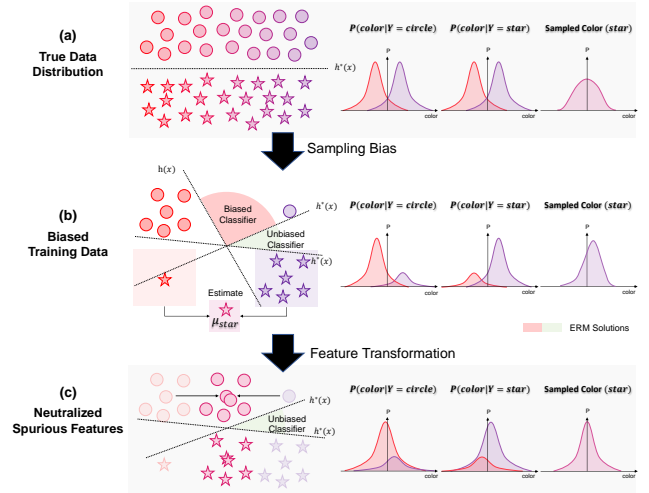 (a)
True Data
Distribution
h*(x)
P(color|Y = circle)
P(color|Y = star)
Sampled Color (star)
P
color
color
color
Sampling Bias
(b)
Biased
Training Data
h(x)
h*(x)
h*(x)
Biased
Classifier
Unbiased
Classifier
Estimate
μstar
P(color|Y = circle)
P(color|Y = star)
Sampled Color (star)
P
color
color
color
ERM Solutions
Feature Transformation
(c)
Neutralized
Spurious Features
h*(x)
h*(x)
Unbiased
Classifier
P(color|Y = circle)
P(color|Y = star)
Sampled Color (star)
P
P
P
color
color
color